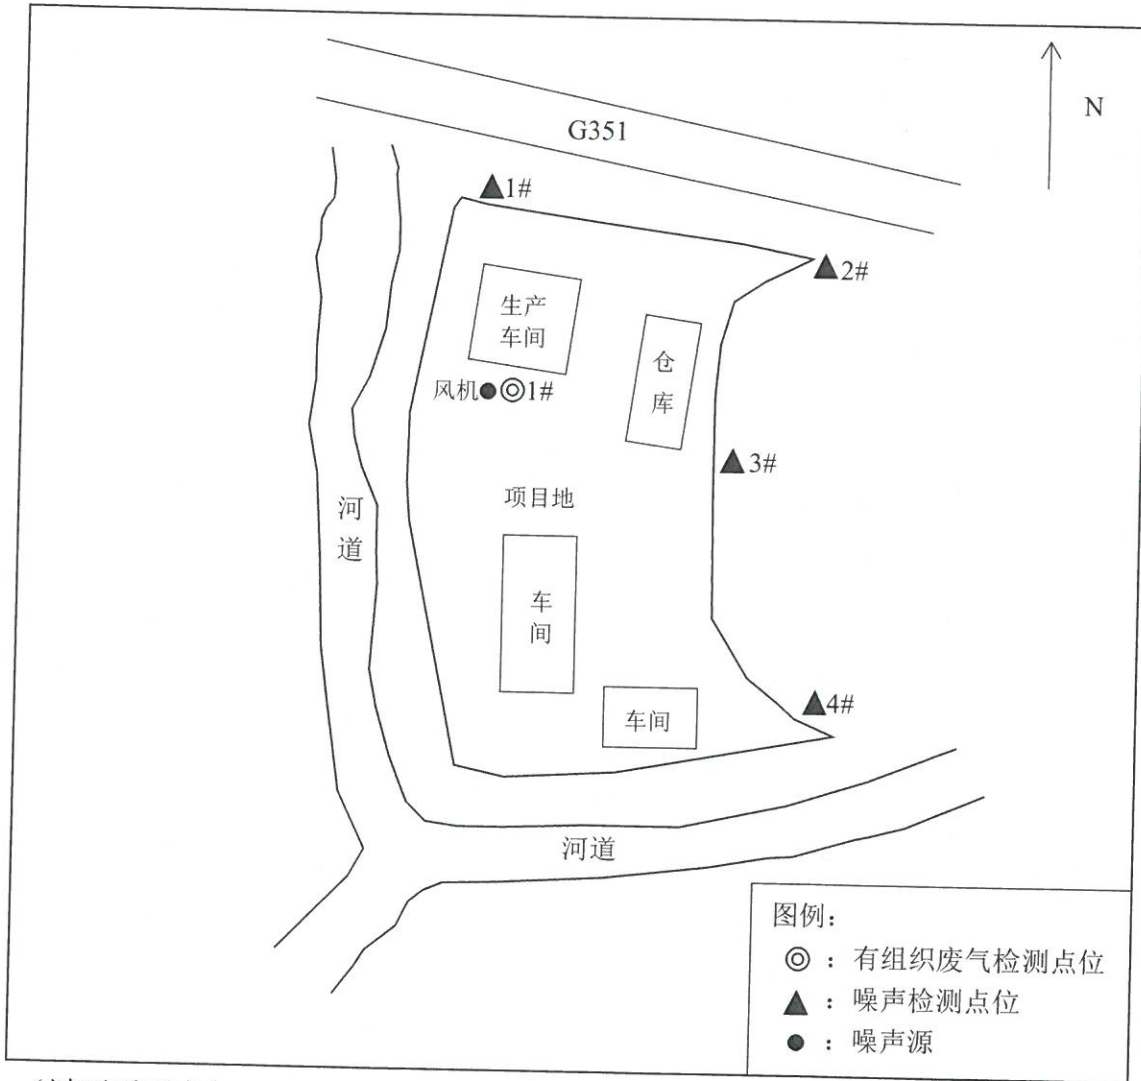 N
G351
▲1#
▲2#
生产
车间
仓
库
风机●◎1#
▲3#
项目地
河
道
车
间
▲4#
车间
河道
图例：
◎：有组织废气检测点位
▲：噪声检测点位
●：噪声源